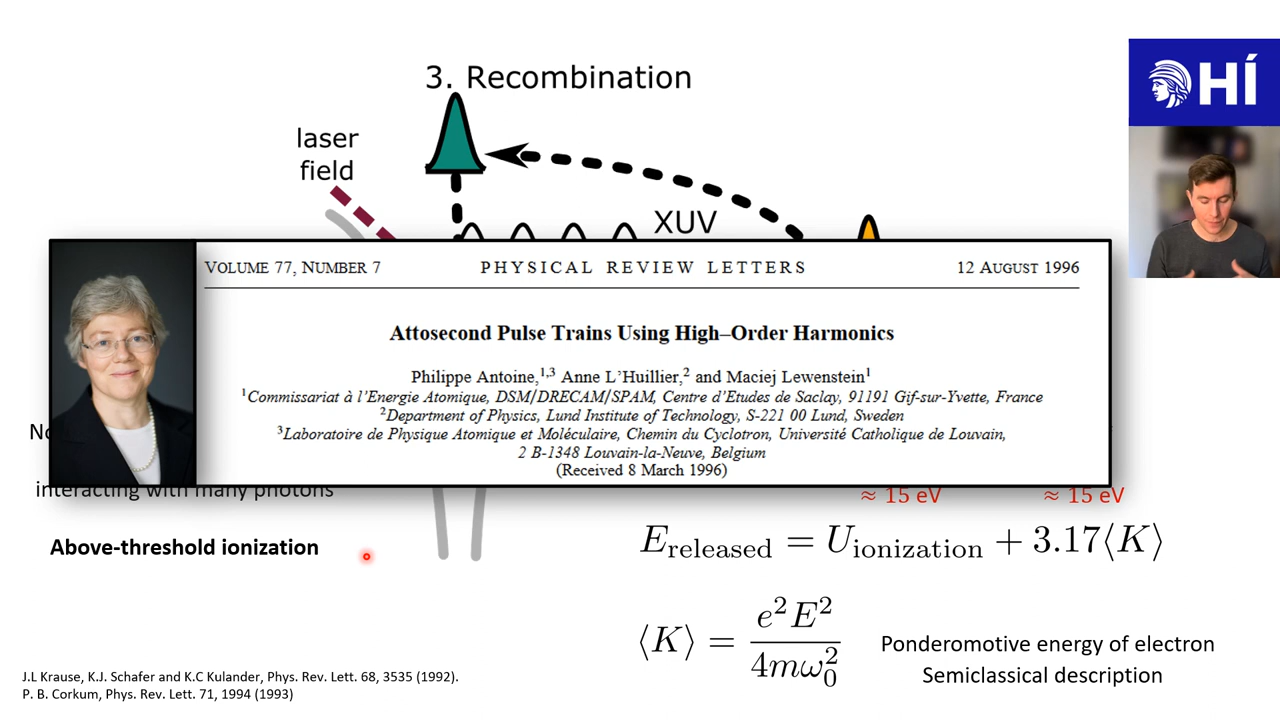 3. Recombination
HÍ
laser
field
XUV
VOLUME 77, NUMBER 7 PHYSICAL REVIEW LETTERS 12 AUGUST 1996
Attosecond Pulse Trains Using High–Order Harmonics
Philippe Antoine,1,3 Anne L'Huillier,2 and Maciej Lewenstein1
1Commissariat à l'Energie Atomique, DSM/DRECAM/SPAM, Centre d'Etudes de Saclay, 91191 Gif-sur-Yvette, France
2Department of Physics, Lund Institute of Technology, S-221 00 Lund, Sweden
3Laboratoire de Physique Atomique et Moléculaire, Chemin du Cyclotron, Université Catholique de Louvain,
2 B-1348 Louvain-la-Neuve, Belgium
(Received 8 March 1996)
interacting with many photons
≈ 15 eV ≈ 15 eV
Above-threshold ionization
E_released = U_ionization + 3.17⟨K⟩
⟨K⟩ = e²E² / 4mω₀²
Ponderomotive energy of electron
Semiclassical description
J.L Krause, K.J. Schafer and K.C Kulander, Phys. Rev. Lett. 68, 3535 (1992).
P. B. Corkum, Phys. Rev. Lett. 71, 1994 (1993)